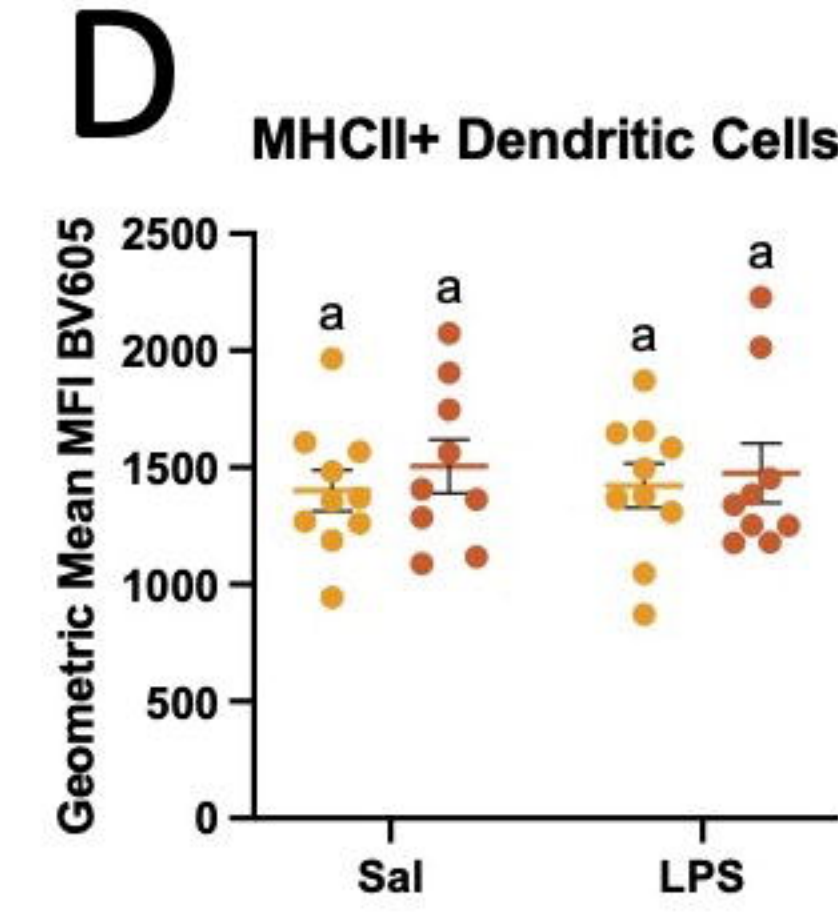 D
MHCII+ Dendritic Cells
Geometric Mean MFI BV605
2500
2000
1500
1000
500
0
a
a
a
a
Sal
LPS